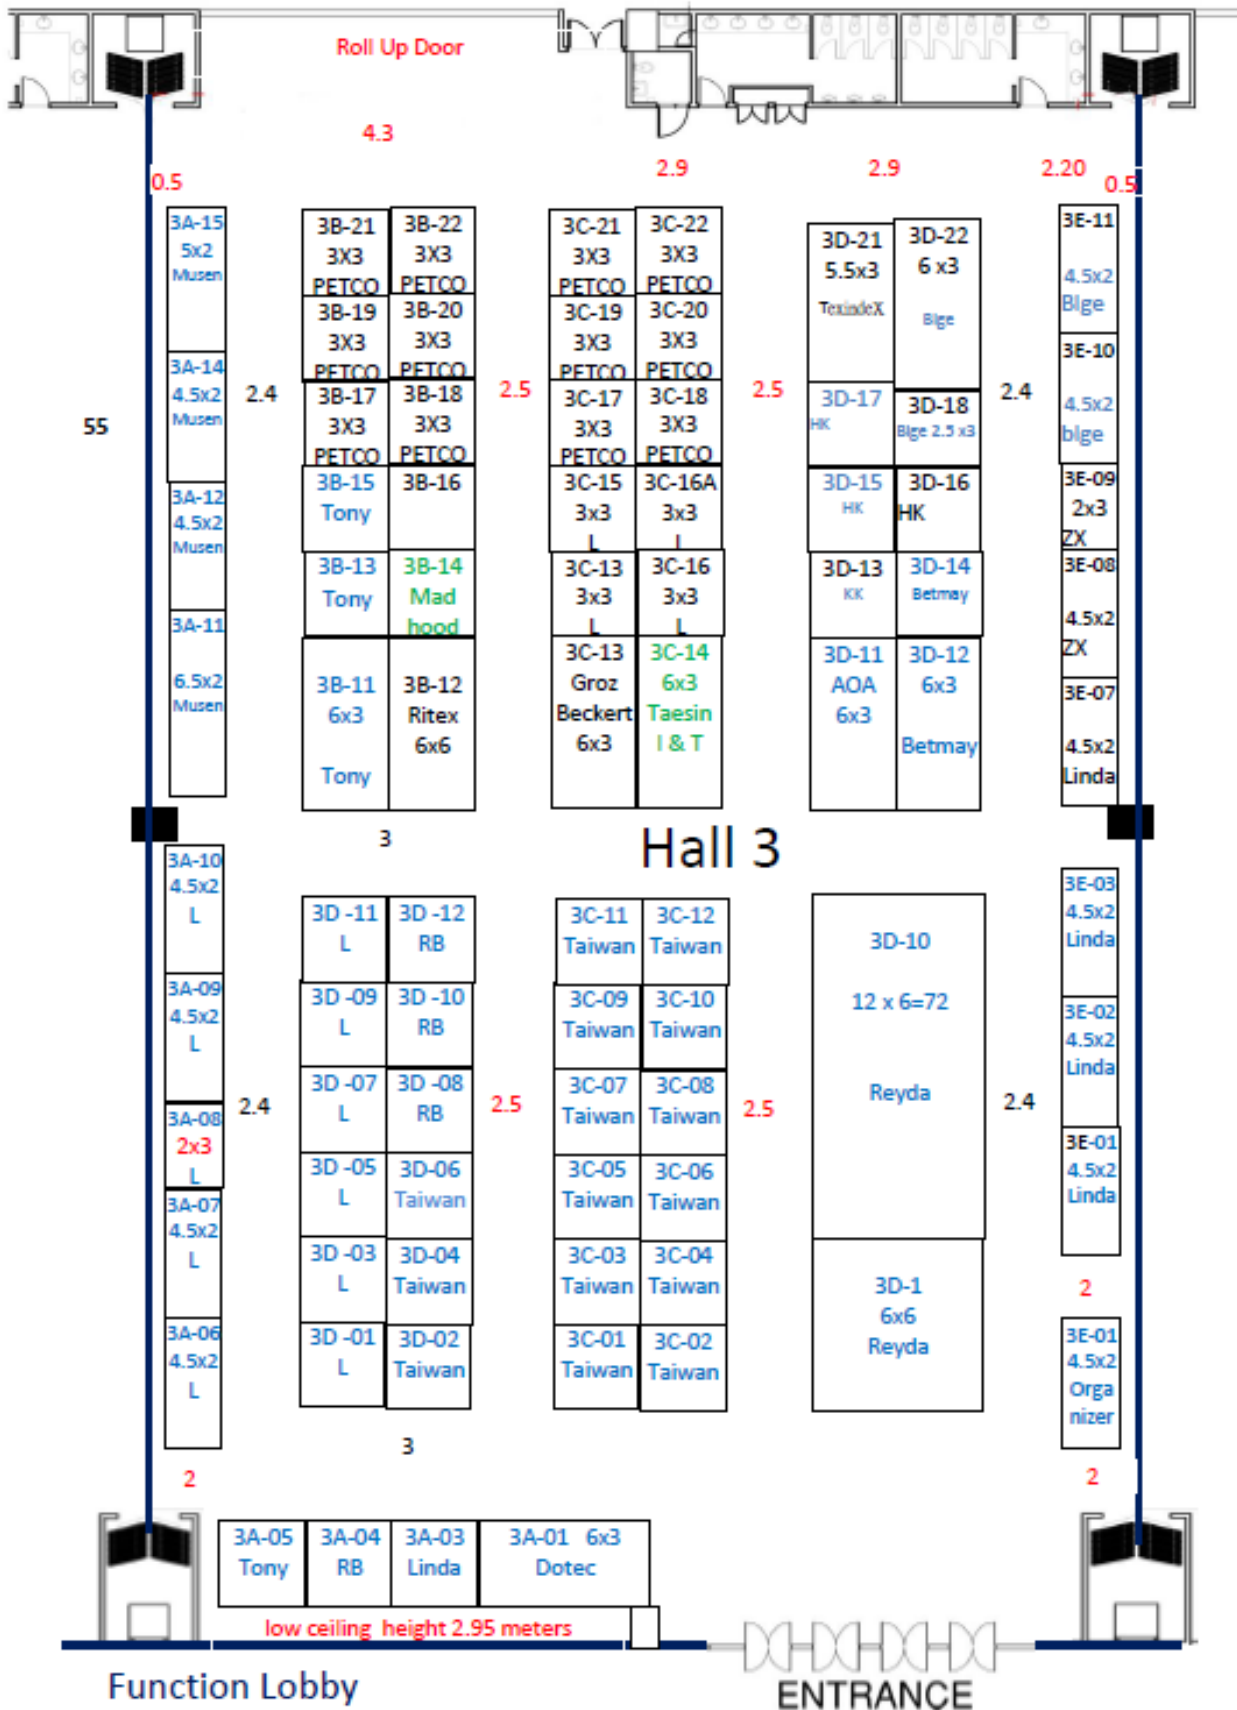 Roll Up Door
4.3
2.9
2.9
2.20
0.5
0.5
3A-15
5x2
Musen
3A-14
4.5x2
Musen
3A-12
4.5x2
Musen
3A-11
6.5x2
Musen
55
2.4
3B-21
3X3
PETCO
3B-22
3X3
PETCO
3B-19
3X3
PETCO
3B-20
3X3
PETCO
3B-17
3X3
PETCO
3B-18
3X3
PETCO
3B-15
Tony
3B-16
3B-13
Tony
3B-14
Mad
hood
3B-11
6x3
Tony
3B-12
Ritex
6x6
2.5
3C-21
3X3
PETCO
3C-22
3X3
PETCO
3C-19
3X3
PETCO
3C-20
3X3
PETCO
3C-17
3X3
PETCO
3C-18
3X3
PETCO
3C-15
3x3
L
3C-16A
3x3
L
3C-13
3x3
L
3C-16
3x3
L
3C-13
Groz
Beckert
6x3
3C-14
6x3
Taesin
I & T
2.5
3D-21
5.5x3
TexindeX
3D-22
6 x3
Blge
3D-17
HK
3D-18
Blge 2.5 x3
3D-15
HK
3D-16
HK
3D-13
KK
3D-14
Betmay
3D-11
AOA
6x3
3D-12
6x3
Betmay
2.4
3E-11
4.5x2
Blge
3E-10
4.5x2
blge
3E-09
2x3
ZX
3E-08
4.5x2
ZX
3E-07
4.5x2
Linda
3
Hall 3
3A-10
4.5x2
L
3A-09
4.5x2
L
3A-08
2x3
L
3A-07
4.5x2
L
3A-06
4.5x2
L
2.4
3D -11
L
3D -12
RB
3D -09
L
3D -10
RB
3D -07
L
3D -08
RB
3D -05
L
3D-06
Taiwan
3D -03
L
3D-04
Taiwan
3D -01
L
3D-02
Taiwan
2.5
3C-11
Taiwan
3C-12
Taiwan
3C-09
Taiwan
3C-10
Taiwan
3C-07
Taiwan
3C-08
Taiwan
3C-05
Taiwan
3C-06
Taiwan
3C-03
Taiwan
3C-04
Taiwan
3C-01
Taiwan
3C-02
Taiwan
2.5
3D-10
12 x 6=72
Reyda
3D-1
6x6
Reyda
2.4
3E-03
4.5x2
Linda
3E-02
4.5x2
Linda
3E-01
4.5x2
Linda
2
3E-01
4.5x2
Orga
nizer
3
2
2
3A-05
Tony
3A-04
RB
3A-03
Linda
3A-01 6x3
Dotec
low ceiling height 2.95 meters
Function Lobby
ENTRANCE